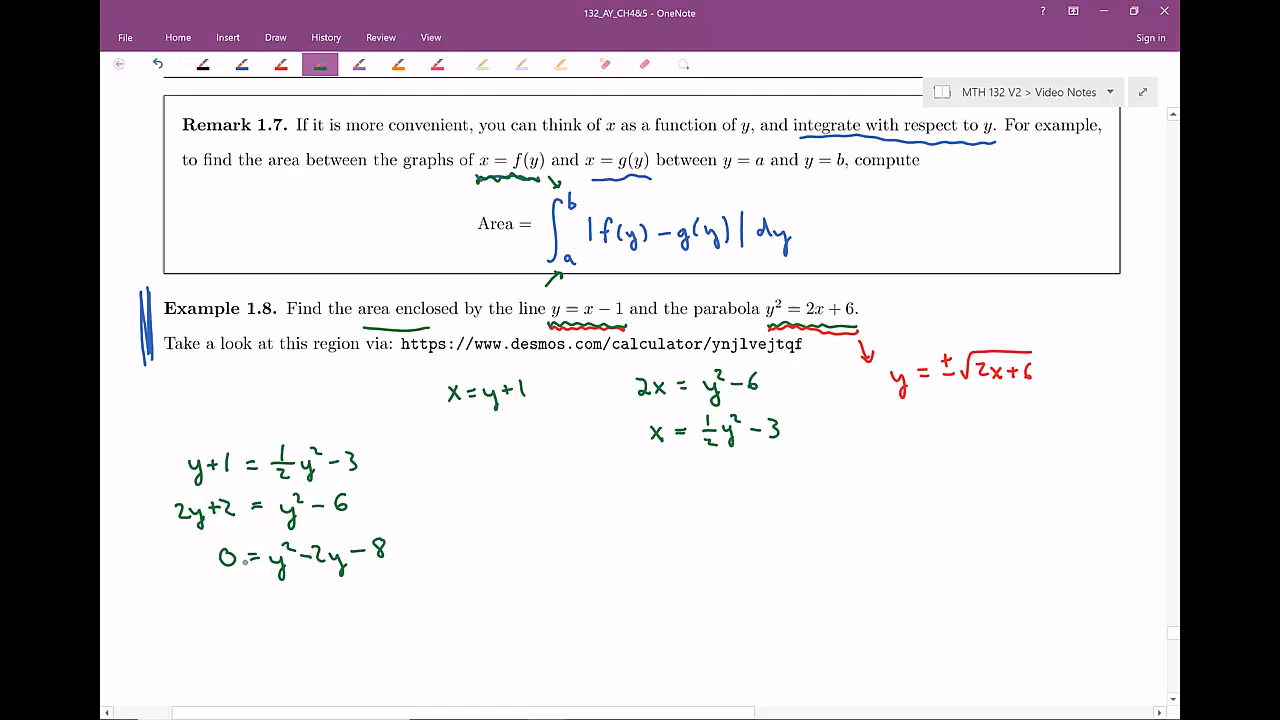 132_AY_CH4&5 - OneNote
?
File Home Insert Draw History Review View Sign in
MTH 132 V2 > Video Notes
Remark 1.7. If it is more convenient, you can think of x as a function of y, and integrate with respect to y. For example,
to find the area between the graphs of x = f(y) and x = g(y) between y = a and y = b, compute
Area = ∫_a^b |f(y) - g(y)| dy
Example 1.8. Find the area enclosed by the line y = x − 1 and the parabola y² = 2x + 6.
Take a look at this region via: https://www.desmos.com/calculator/ynjlvejtqf
y = ±√(2x+6)
x = y+1
2x = y² - 6
x = ½y² - 3
y+1 = ½y² - 3
2y+2 = y² - 6
0 = y² - 2y - 8